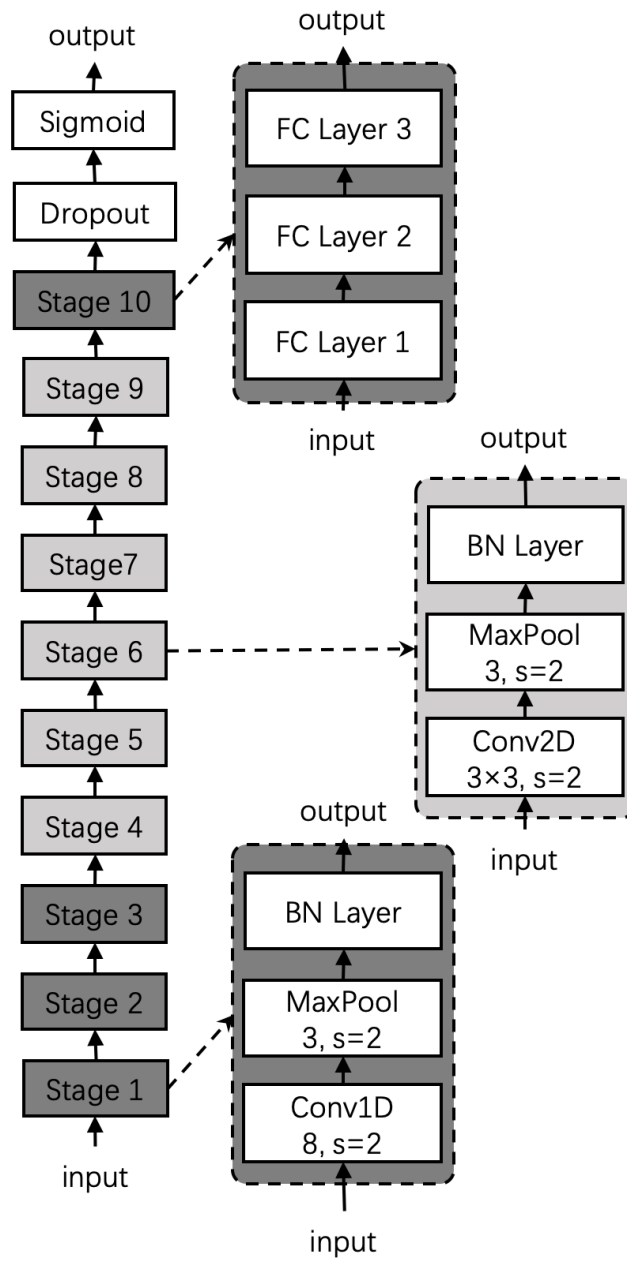 output
Sigmoid
Dropout
Stage 10
Stage 9
Stage 8
Stage7
Stage 6
Stage 5
Stage 4
Stage 3
Stage 2
Stage 1
input
output
FC Layer 3
FC Layer 2
FC Layer 1
input
output
BN Layer
MaxPool
3, s=2
Conv2D
3×3, s=2
input
output
BN Layer
MaxPool
3, s=2
Conv1D
8, s=2
input